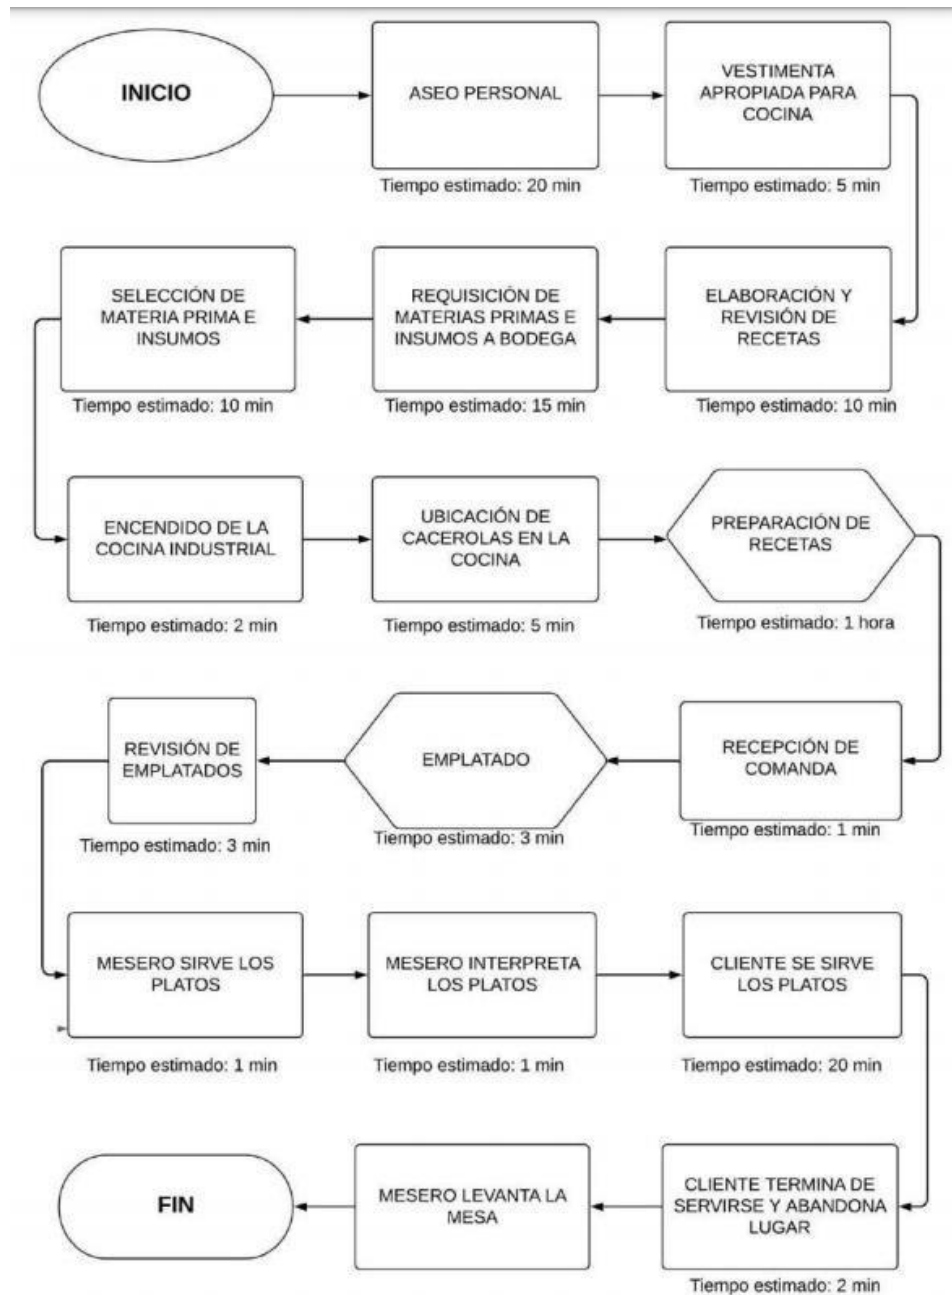 INICIO
ASEO PERSONAL
VESTIMENTA
APROPIADA PARA
COCINA
Tiempo estimado: 20 min
Tiempo estimado: 5 min
ELABORACIÓN Y
REVISIÓN DE
RECETAS
REQUISICIÓN DE
MATERIAS PRIMAS E
INSUMOS A BODEGA
SELECCIÓN DE
MATERIA PRIMA E
INSUMOS
Tiempo estimado: 10 min
Tiempo estimado: 15 min
Tiempo estimado: 10 min
ENCENDIDO DE LA
COCINA INDUSTRIAL
UBICACIÓN DE
CACEROLAS EN LA
COCINA
PREPARACIÓN DE
RECETAS
Tiempo estimado: 2 min
Tiempo estimado: 5 min
Tiempo estimado: 1 hora
RECEPCIÓN DE
COMANDA
EMPLATADO
REVISIÓN DE
EMPLATADOS
Tiempo estimado: 1 min
Tiempo estimado: 3 min
Tiempo estimado: 3 min
MESERO SIRVE LOS
PLATOS
MESERO INTERPRETA
LOS PLATOS
CLIENTE SE SIRVE
LOS PLATOS
Tiempo estimado: 1 min
Tiempo estimado: 1 min
Tiempo estimado: 20 min
CLIENTE TERMINA DE
SERVIRSE Y ABANDONA
LUGAR
Tiempo estimado: 2 min
MESERO LEVANTA LA
MESA
FIN